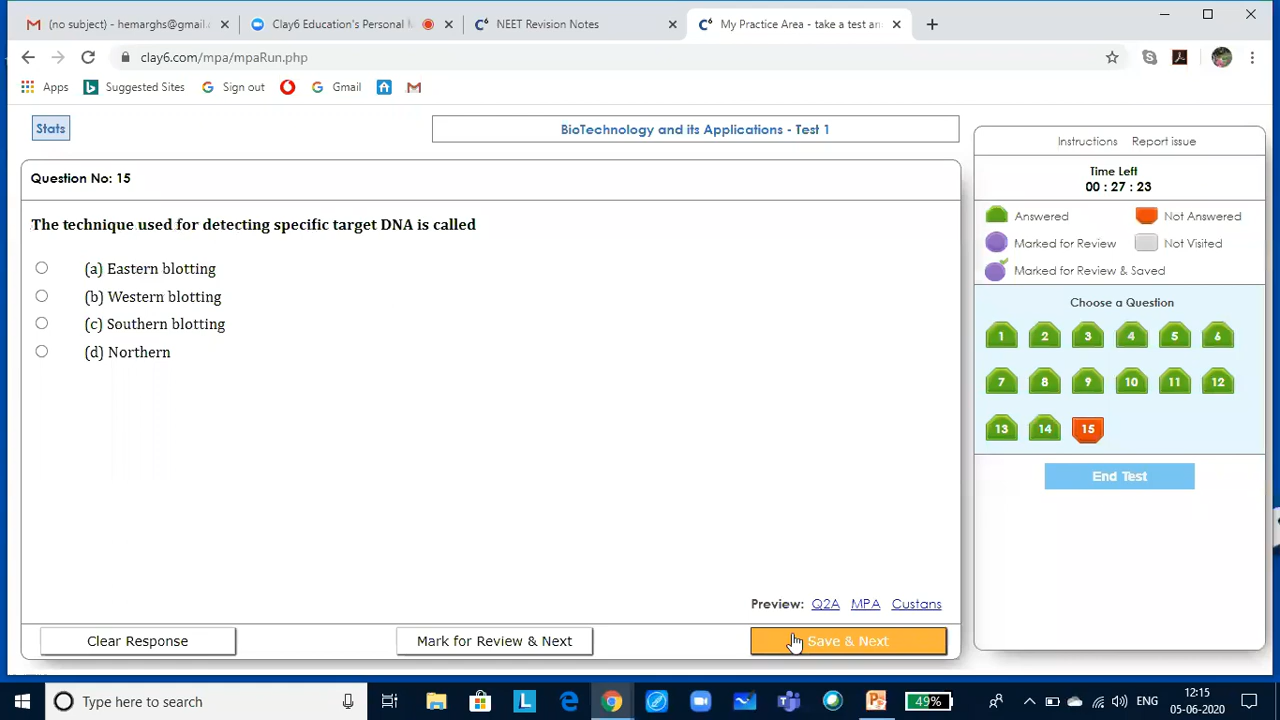 (no subject) - hemarghs@gmail.
Clay6 Education's Personal M
NEET Revision Notes
My Practice Area - take a test an
clay6.com/mpa/mpaRun.php
Apps
Suggested Sites
Sign out
Gmail
Stats
BioTechnology and its Applications - Test 1
Instructions Report issue
Question No: 15
Time Left
00 : 27 : 23
The technique used for detecting specific target DNA is called
(a) Eastern blotting
(b) Western blotting
(c) Southern blotting
(d) Northern
Answered Not Answered
Marked for Review Not Visited
Marked for Review & Saved
Choose a Question
1 2 3 4 5 6
7 8 9 10 11 12
13 14 15
End Test
Preview: Q2A MPA Custans
Clear Response Mark for Review & Next Save & Next
Type here to search
49%
ENG
12:15
05-06-2020